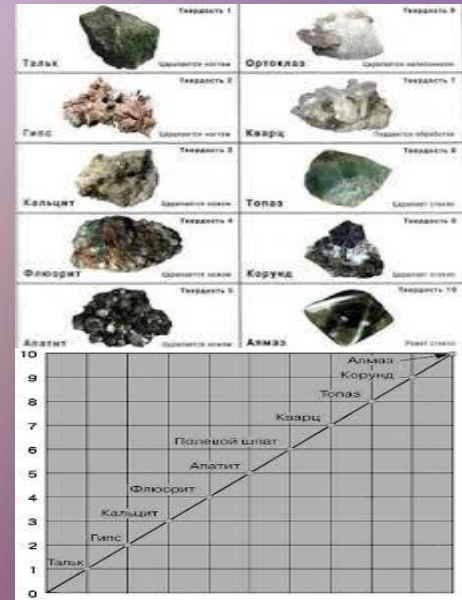 Твердость 1
Тальк
Царапается ногтем
Твердость 6
Ортоклаз
Царапается напильником
Твердость 2
Гипс
Царапается ногтем
Твердость 7
Кварц
Поддается обработке
Твердость 3
Кальцит
Царапается ножом
Твердость 8
Топаз
Царапает стекло
Твердость 4
Флюорит
Царапается ножом
Твердость 9
Корунд
Царапает стекло
Твердость 5
Апатит
Царапается ножом
Твердость 10
Алмаз
Режет стекло
10
Алмаз
9
Корунд
8
Топаз
7
Кварц
6
Полевой шпат
5
Апатит
4
Флюорит
3
Кальцит
2
Гипс
1
Тальк
0